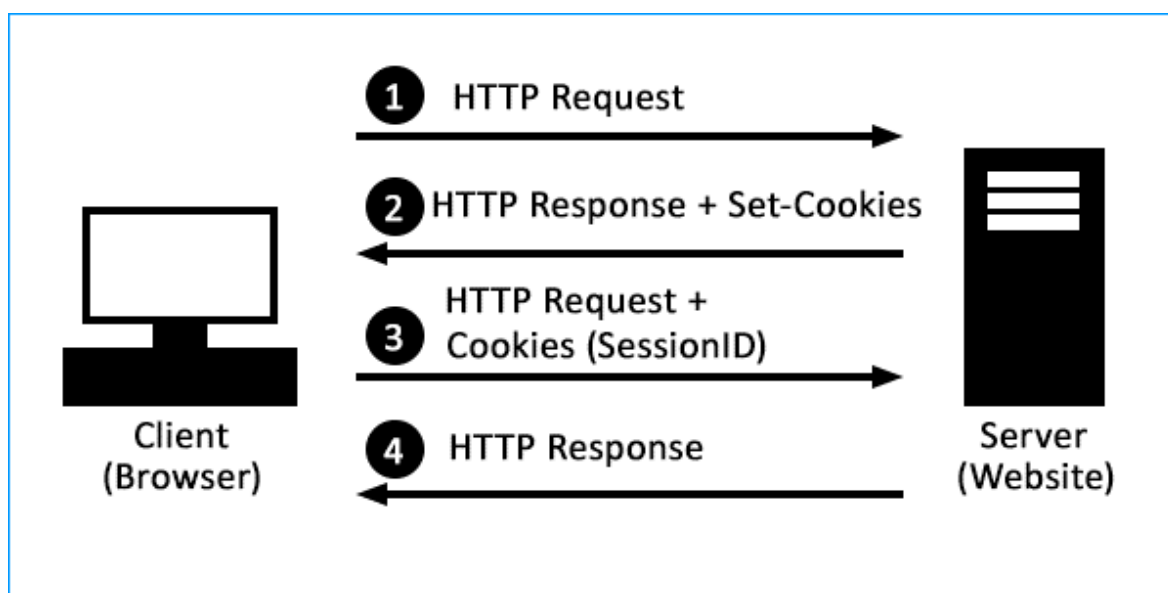 1 HTTP Request
2 HTTP Response + Set-Cookies
HTTP Request +
3 Cookies (SessionID)
4 HTTP Response
Client
(Browser)
Server
(Website)